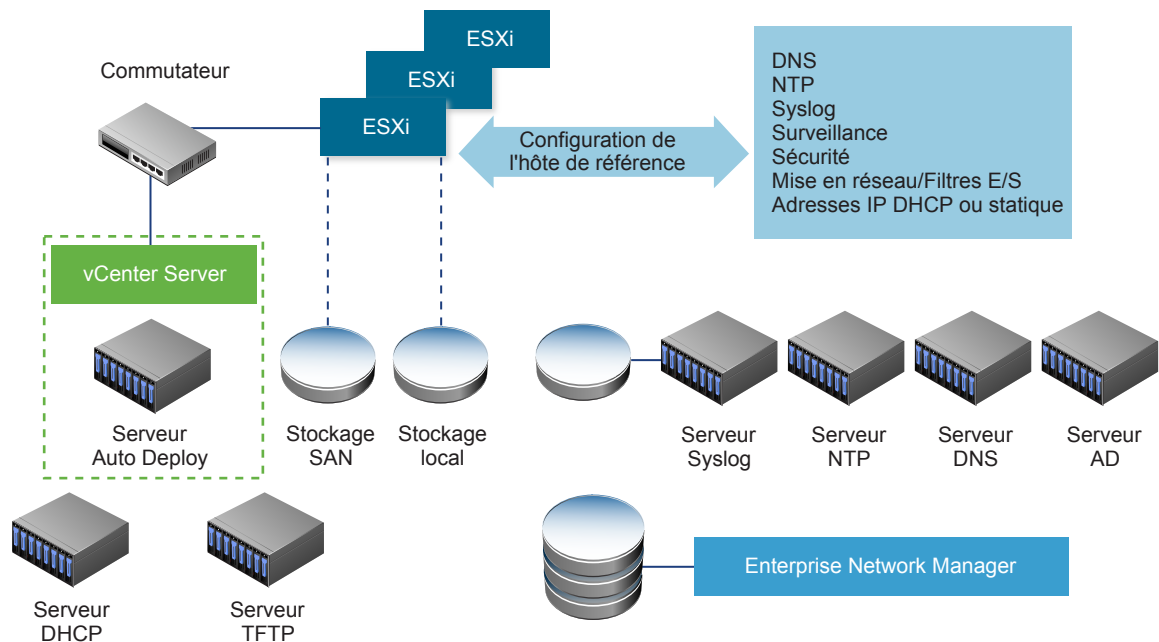 Commutateur
ESXi
ESXi
ESXi
Configuration de
l'hôte de référence
DNS
NTP
Syslog
Surveillance
Sécurité
Mise en réseau/Filtres E/S
Adresses IP DHCP ou statique
vCenter Server
Serveur
Auto Deploy
Stockage
SAN
Stockage
local
Serveur
Syslog
Serveur
NTP
Serveur
DNS
Serveur
AD
Serveur
DHCP
Serveur
TFTP
Enterprise Network Manager